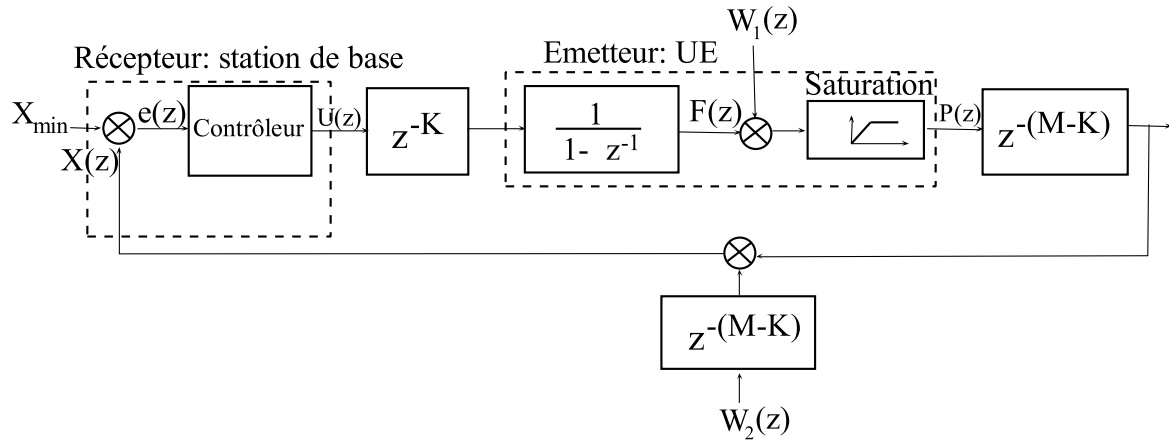 W1(z)
Récepteur: station de base
Emetteur: UE
Saturation
Xmin
e(z)
Contrôleur
U(z)
z-K
1
1- z-1
F(z)
P(z)
z-(M-K)
X(z)
z-(M-K)
W2(z)